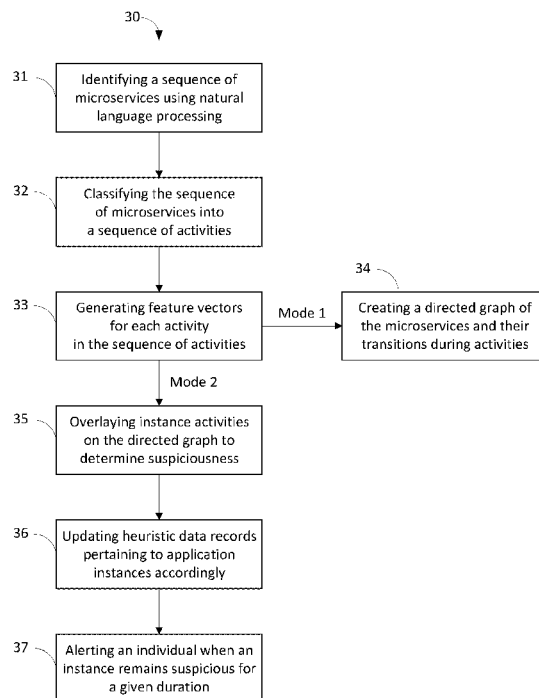 30
31
Identifying a sequence of
microservices using natural
language processing
32
Classifying the sequence
of microservices into
a sequence of activities
33
Generating feature vectors
for each activity
in the sequence of activities
Mode 1
34
Creating a directed graph of
the microservices and their
transitions during activities
Mode 2
35
Overlaying instance activities
on the directed graph to
determine suspiciousness
36
Updating heuristic data records
pertaining to application
instances accordingly
37
Alerting an individual when an
instance remains suspicious for
a given duration